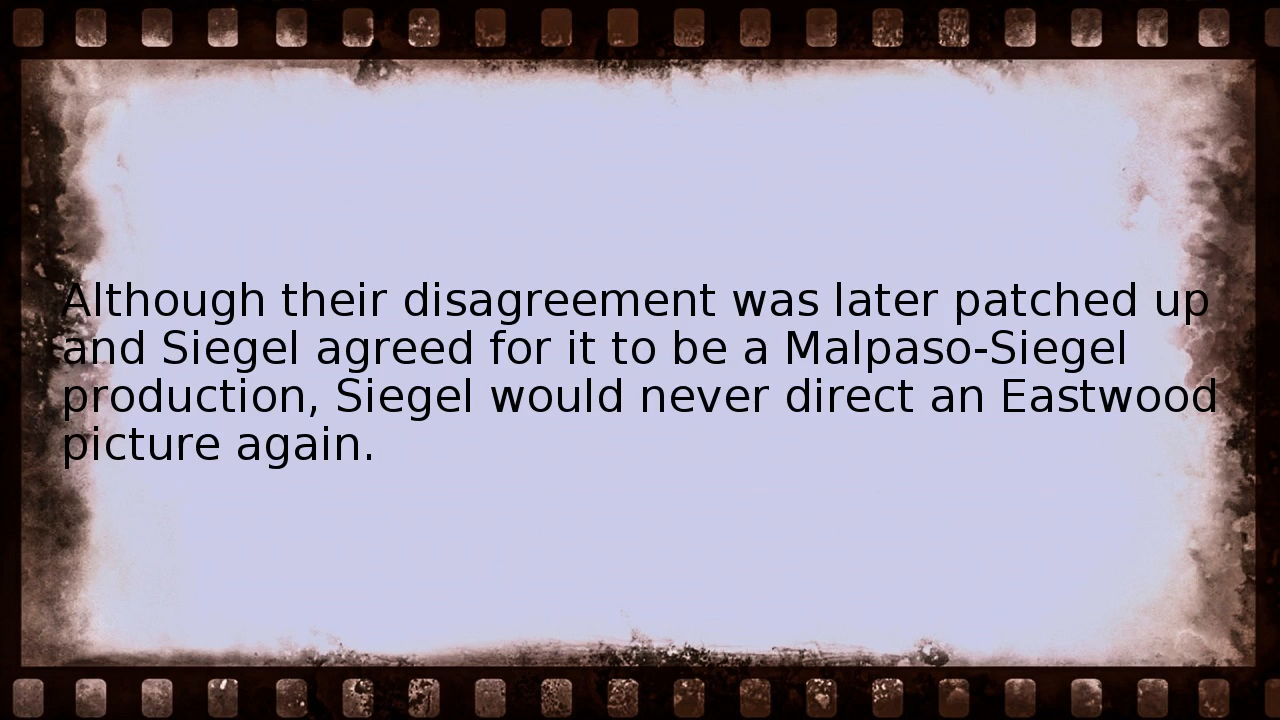 Although their disagreement was later patched up
and Siegel agreed for it to be a Malpaso-Siegel
production, Siegel would never direct an Eastwood
picture again.